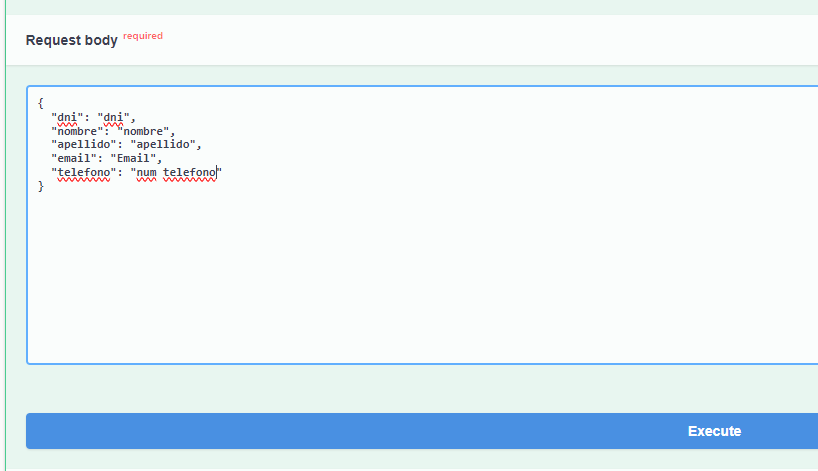 Request body required
{
  "dni": "dni",
  "nombre": "nombre",
  "apellido": "apellido",
  "email": "Email",
  "telefono": "num telefono"
}
Execute